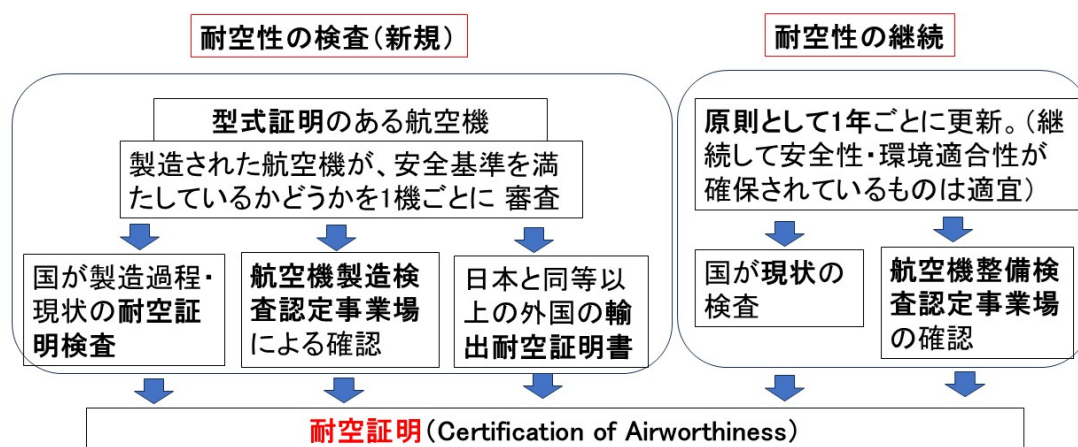 耐空性の検査(新規)
耐空性の継続
型式証明のある航空機
製造された航空機が、安全基準を満
たしているかどうかを1機ごとに 審査
原則として1年ごとに更新。(継
続して安全性・環境適合性が
確保されているものは適宜)
国が製造過程・
現状の耐空証
明検査
航空機製造検
査認定事業場
による確認
日本と同等以
上の外国の輸
出耐空証明書
国が現状の
検査
航空機整備検
査認定事業場
の確認
耐空証明(Certification of Airworthiness)